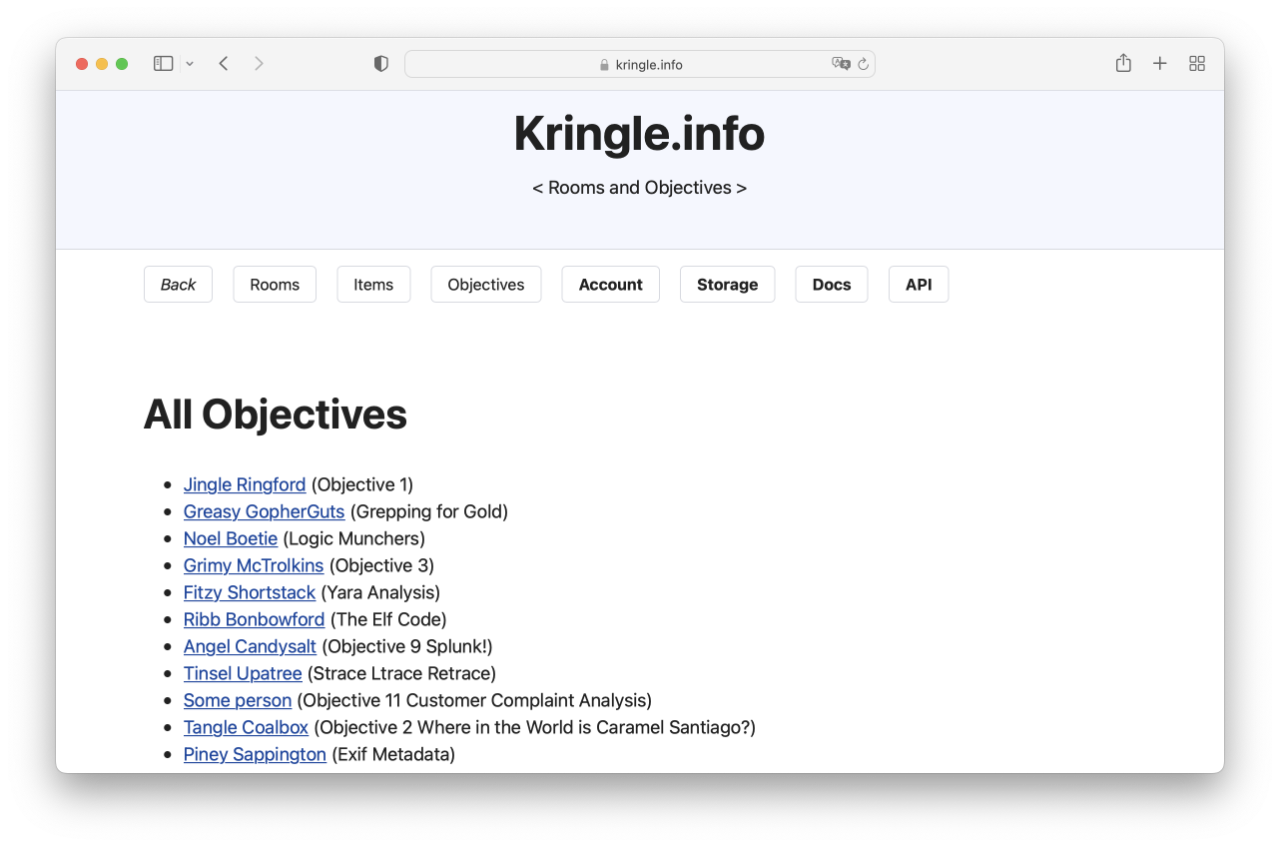 kringle.info
Kringle.info
< Rooms and Objectives >
Back Rooms Items Objectives Account Storage Docs API
All Objectives
• Jingle Ringford (Objective 1)
• Greasy GopherGuts (Grepping for Gold)
• Noel Boetie (Logic Munchers)
• Grimy McTrolkins (Objective 3)
• Fitzy Shortstack (Yara Analysis)
• Ribb Bonbowford (The Elf Code)
• Angel Candysalt (Objective 9 Splunk!)
• Tinsel Upatree (Strace Ltrace Retrace)
• Some person (Objective 11 Customer Complaint Analysis)
• Tangle Coalbox (Objective 2 Where in the World is Caramel Santiago?)
• Piney Sappington (Exif Metadata)